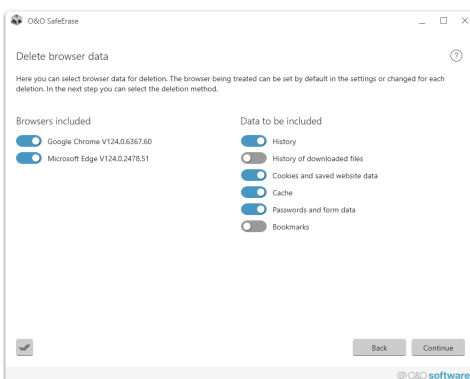 O&O SafeErase
Delete browser data
Here you can select browser data for deletion. The browser being treated can be set by default in the settings or changed for each
deletion. In the next step you can select the deletion method.
Browsers included
Google Chrome V124.0.6367.60
Microsoft Edge V124.0.2478.51
Data to be included
History
History of downloaded files
Cookies and saved website data
Cache
Passwords and form data
Bookmarks
Back
Continue
O&O software